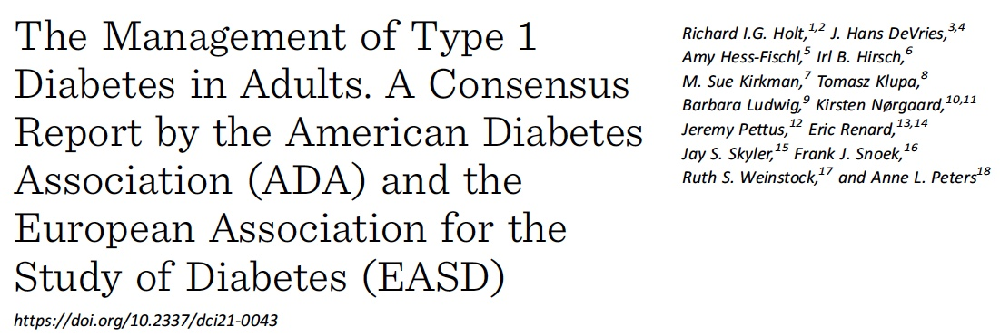 The Management of Type 1
Diabetes in Adults. A Consensus
Report by the American Diabetes
Association (ADA) and the
European Association for the
Study of Diabetes (EASD)
https://doi.org/10.2337/dci21-0043
Richard I.G. Holt,1,2 J. Hans DeVries,3,4
Amy Hess-Fischl,5 Irl B. Hirsch,6
M. Sue Kirkman,7 Tomasz Klupa,8
Barbara Ludwig,9 Kirsten Nørgaard,10,11
Jeremy Pettus,12 Eric Renard,13,14
Jay S. Skyler,15 Frank J. Snoek,16
Ruth S. Weinstock,17 and Anne L. Peters18